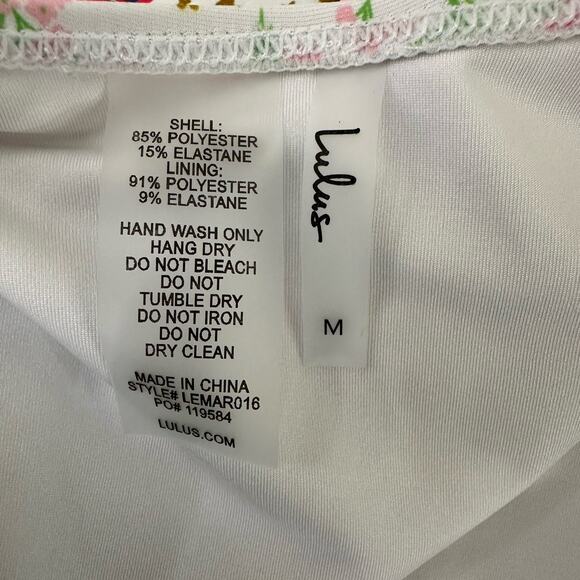 SHELL:
85% POLYESTER
15% ELASTANE
LINING:
91% POLYESTER
9% ELASTANE
HAND WASH ONLY
HANG DRY
DO NOT BLEACH
DO NOT
TUMBLE DRY
DO NOT IRON
DO NOT
DRY CLEAN
MADE IN CHINA
STYLE# LEMAR016
PO# 119584
LULUS.COM
Lulus
M